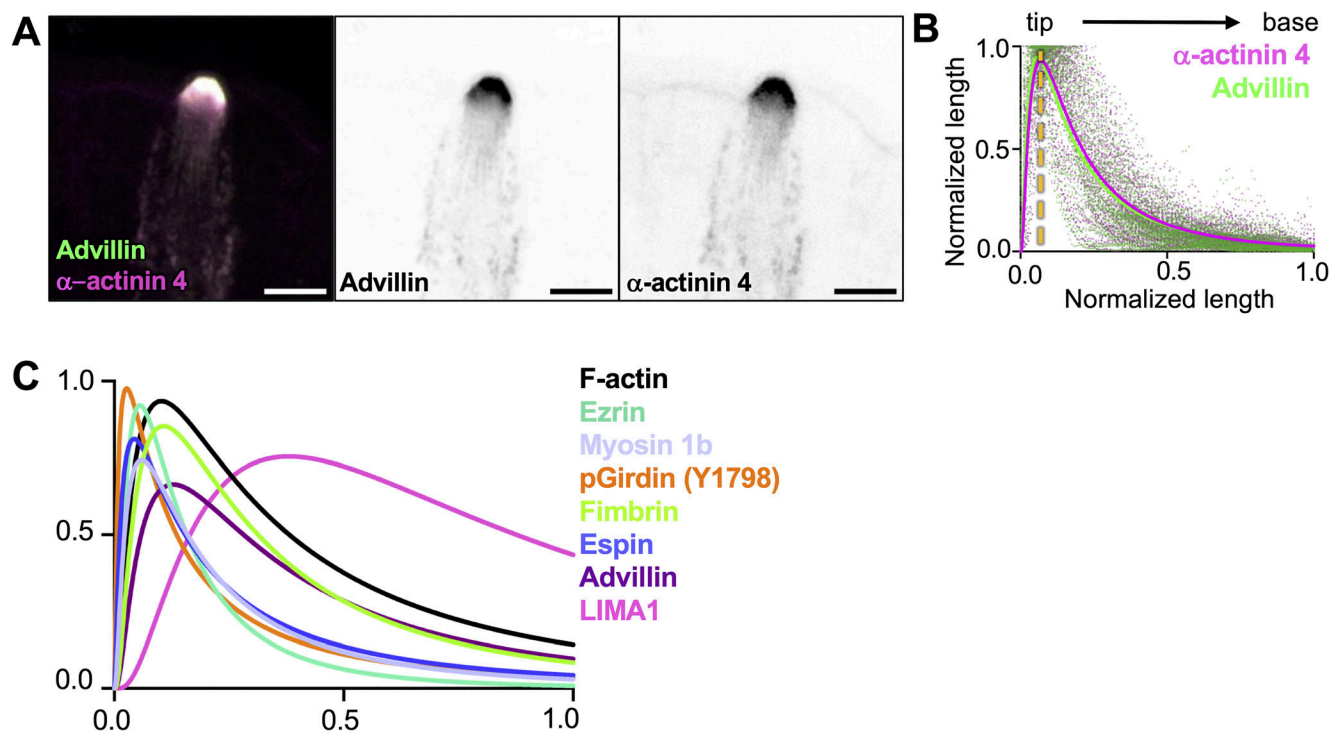 A
Advillin
α−actinin 4
Advillin
α-actinin 4
B
tip base
α-actinin 4
Advillin
Normalized length
1.0
0.5
0.0
0.0 0.5 1.0
Normalized length
C
1.0
0.5
0.0
0.0 0.5 1.0
F-actin
Ezrin
Myosin 1b
pGirdin (Y1798)
Fimbrin
Espin
Advillin
LIMA1